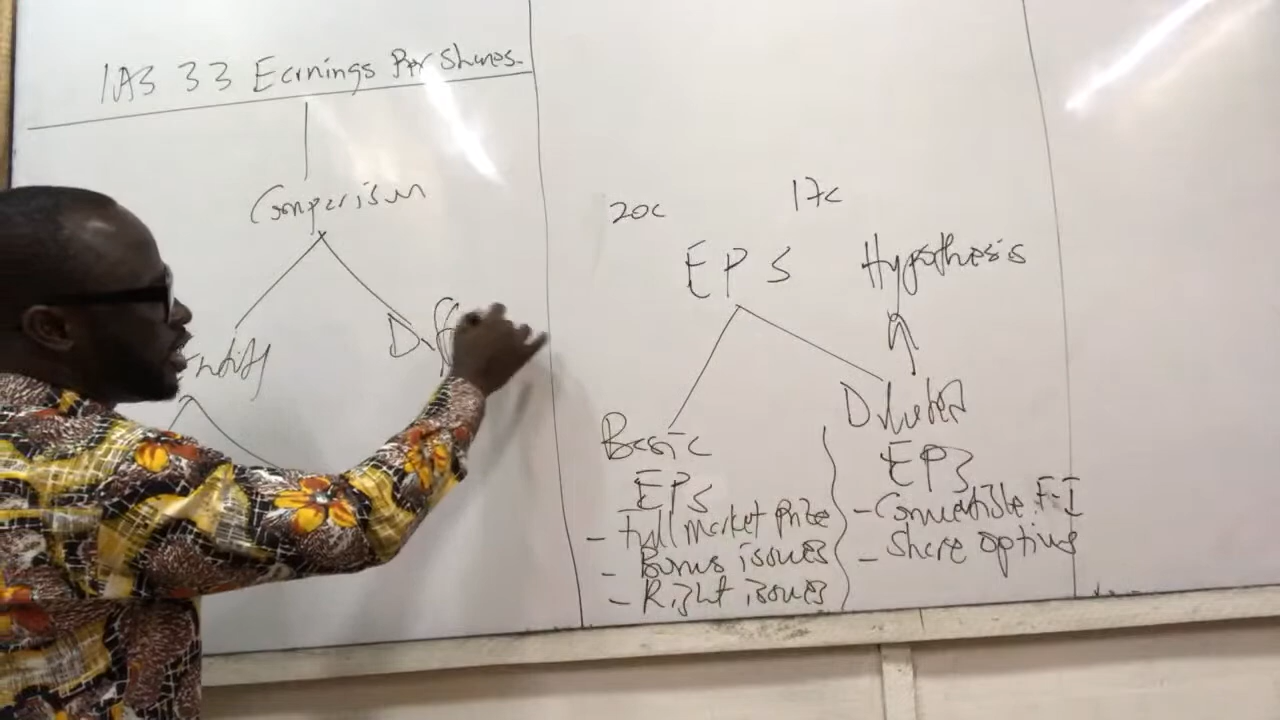 IAS 33 Earnings Per Shares
Comparism
20c
17c
EPS
Hypothesis
Basic
EPS
- Full market price
- Bonus issues
- Right issues
Diluted
EPS
- Convertible F.I
- Share options